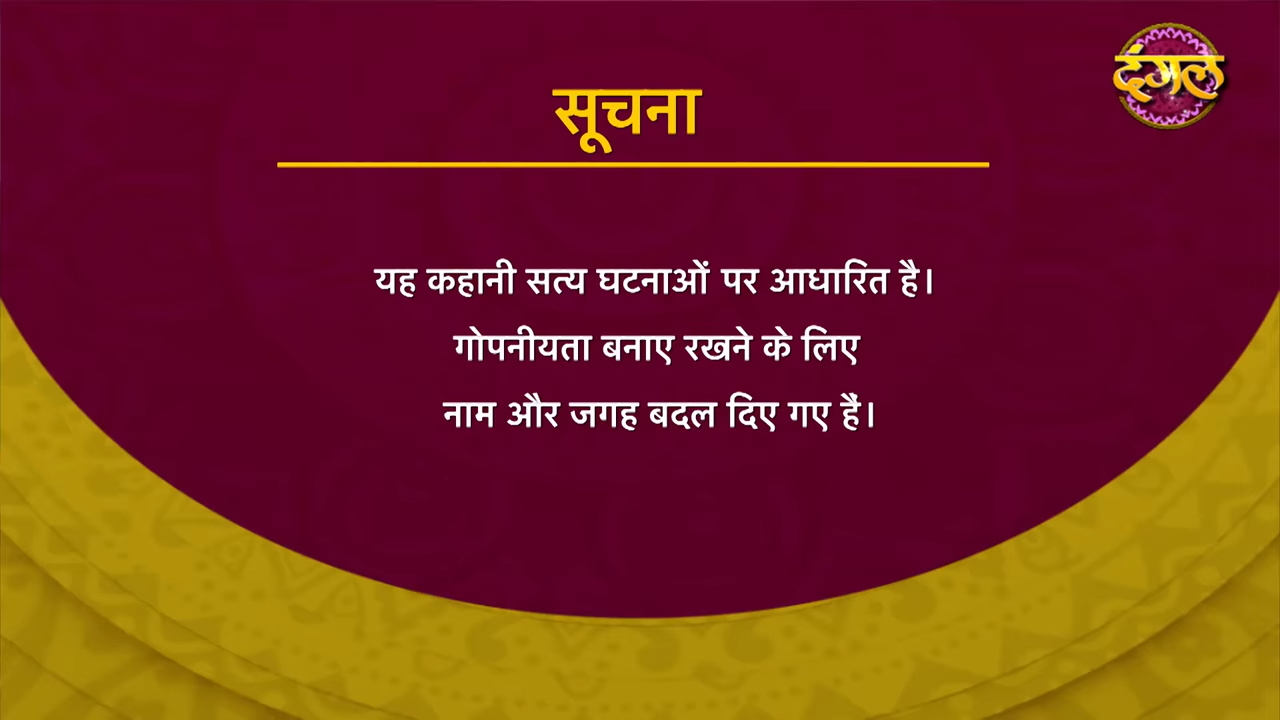 दंगल
सूचना
यह कहानी सत्य घटनाओं पर आधारित है।
गोपनीयता बनाए रखने के लिए
नाम और जगह बदल दिए गए हैं।